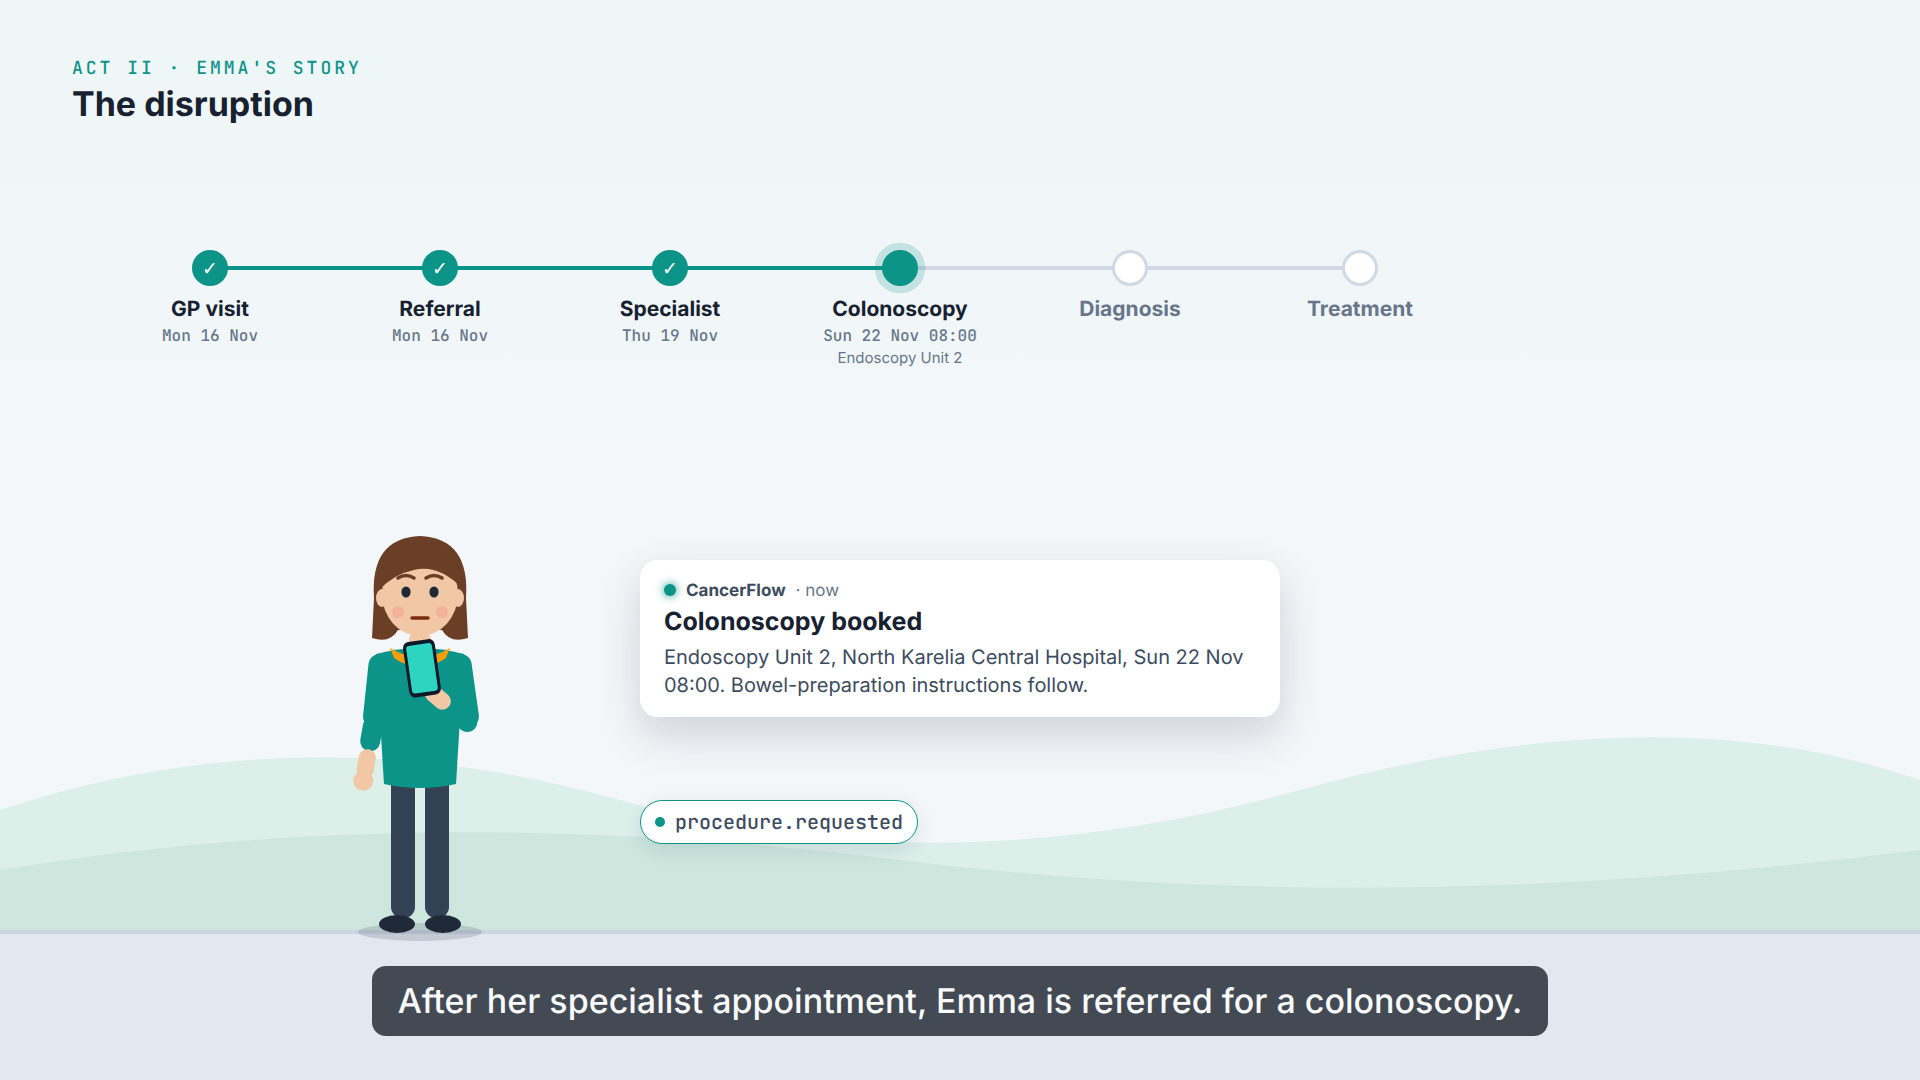 ACT II · EMMA'S STORY
The disruption
✓ ✓ ✓
GP visit Referral Specialist Colonoscopy Diagnosis Treatment
Mon 16 Nov Mon 16 Nov Thu 19 Nov Sun 22 Nov 08:00
Endoscopy Unit 2
CancerFlow · now
Colonoscopy booked
Endoscopy Unit 2, North Karelia Central Hospital, Sun 22 Nov
08:00. Bowel-preparation instructions follow.
procedure.requested
After her specialist appointment, Emma is referred for a colonoscopy.